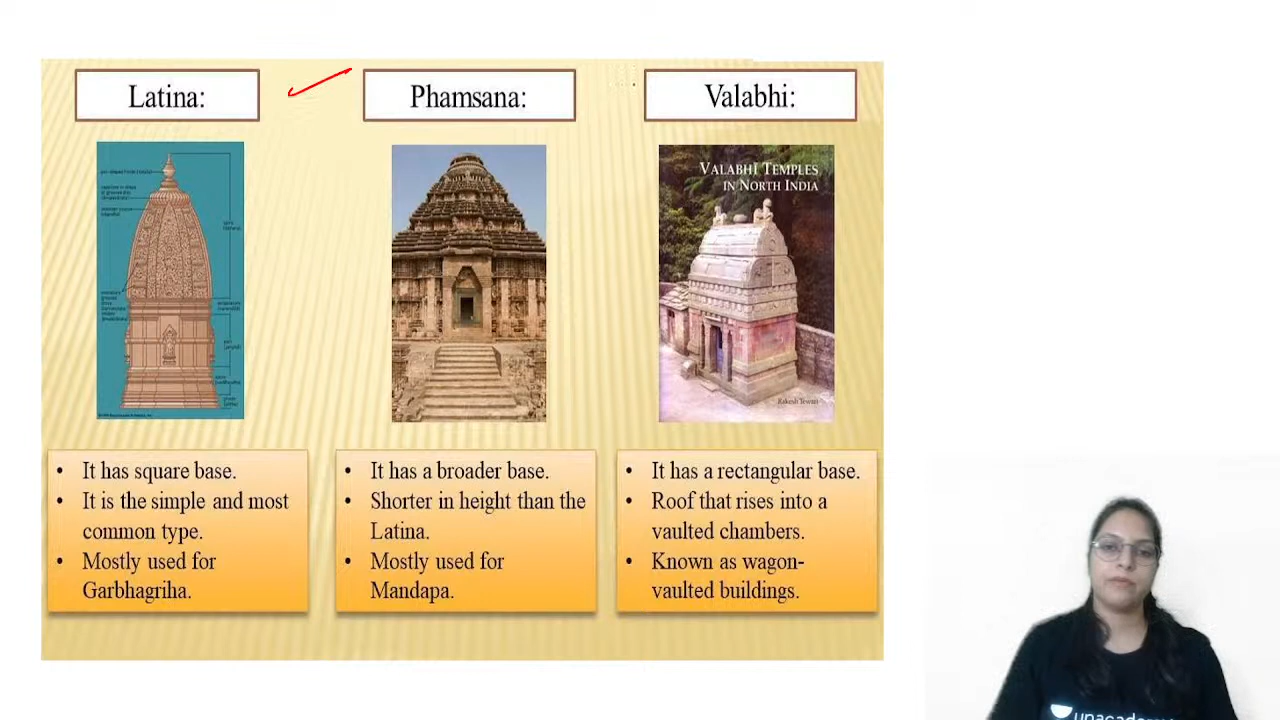 Latina:
Phamsana:
Valabhi:
VALABHI TEMPLES
IN NORTH INDIA
Rakesh Tewari
• It has square base.
• It is the simple and most
common type.
• Mostly used for
Garbhagriha.
• It has a broader base.
• Shorter in height than the
Latina.
• Mostly used for
Mandapa.
• It has a rectangular base.
• Roof that rises into a
vaulted chambers.
• Known as wagon-
vaulted buildings.